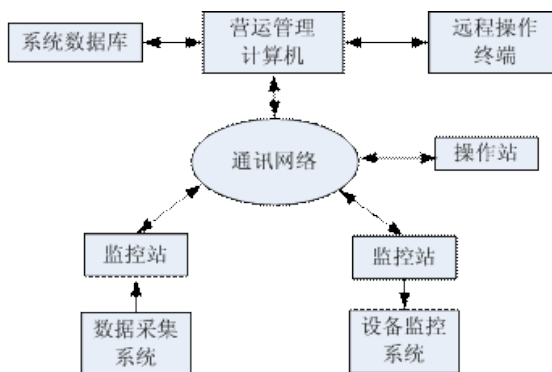 系统数据库
营运管理
计算机
远程操作
终端
通讯网络
操作站
监控站
监控站
数据采集
系统
设备监控
系统